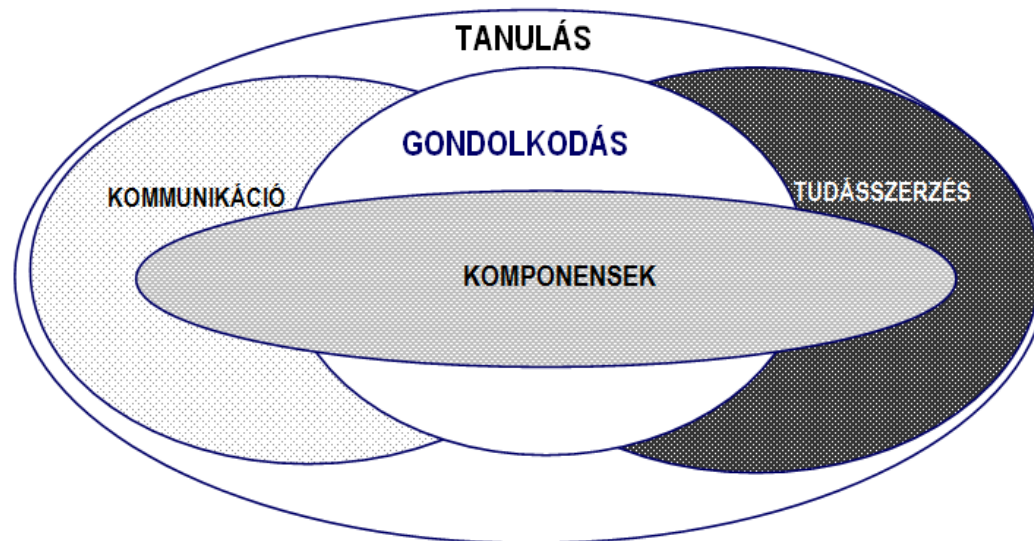 TANULÁS
GONDOLKODÁS
KOMMUNIKÁCIÓ
TUDÁSSZERZÉS
KOMPONENSEK